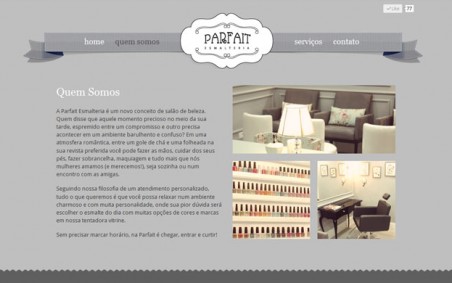 Like 77
home quem somos
PARFAIT
ESMALTERIA
serviços contato
Quem Somos
A Parfait Esmalteria é um novo conceito de salão de beleza.
Quem disse que aquele momento precioso no meio da sua
tarde, espremido entre um compromisso e outro precisa
acontecer em um ambiente barulhento e confuso? Em uma
atmosfera romântica, entre um gole de chá e uma folheada na
sua revista preferida você pode fazer as mãos, cuidar dos seus
pés, fazer sobrancelha, maquiagem e tudo mais que nós
mulheres amamos (e merecemos!), seja sozinha ou num
encontro com as amigas.
Seguindo nossa filosofia de um atendimento personalizado,
tudo o que queremos é que você possa relaxar num ambiente
charmoso e com muita personalidade, onde sua pior dúvida será
escolher o esmalte do dia com muitas opções de cores e marcas
em nossa tentadora vitrine.
Sem precisar marcar horário, na Parfait é chegar, entrar e curtir!